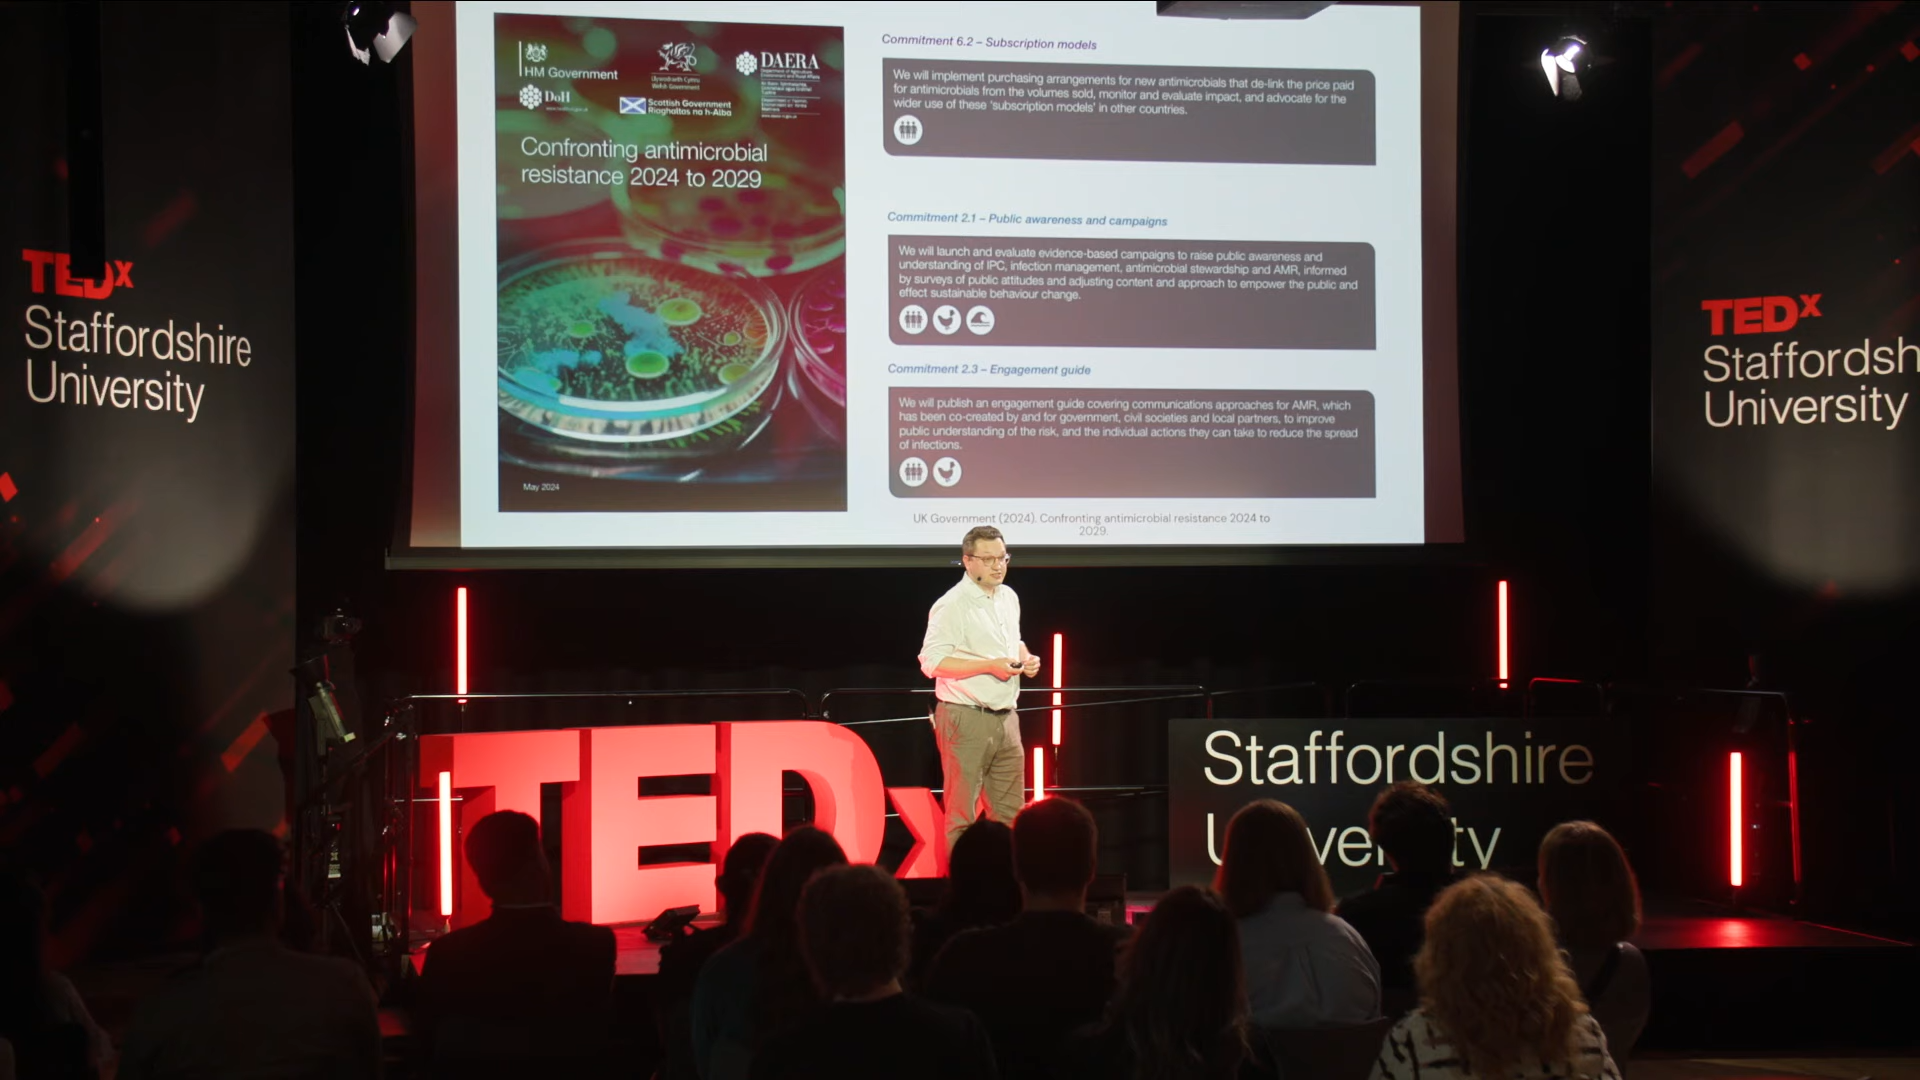 HM Government
Llywodraeth Cymru
Welsh Government
DAERA
DoH
Scottish Government
Riaghaltas na h-Alba
Confronting antimicrobial
resistance 2024 to 2029
May 2024
Commitment 6.2 – Subscription models
We will implement purchasing arrangements for new antimicrobials that de-link the price paid
for antimicrobials from the volumes sold, monitor and evaluate impact, and advocate for the
wider use of these ‘subscription models’ in other countries.
Commitment 2.1 – Public awareness and campaigns
We will launch and evaluate evidence-based campaigns to raise public awareness and
understanding of IPC, infection management, antimicrobial stewardship and AMR, informed
by surveys of public attitudes and adjusting content and approach to empower the public and
effect sustainable behaviour change.
Commitment 2.3 – Engagement guide
We will publish an engagement guide covering communications approaches for AMR, which
has been co-created by and for government, civil societies and local partners, to improve
public understanding of the risk, and the individual actions they can take to reduce the spread
of infections.
UK Government (2024). Confronting antimicrobial resistance 2024 to
2029.
TEDx
Staffordshire
University
TEDx
Staffordsh
University
TEDx
Staffordshire
University